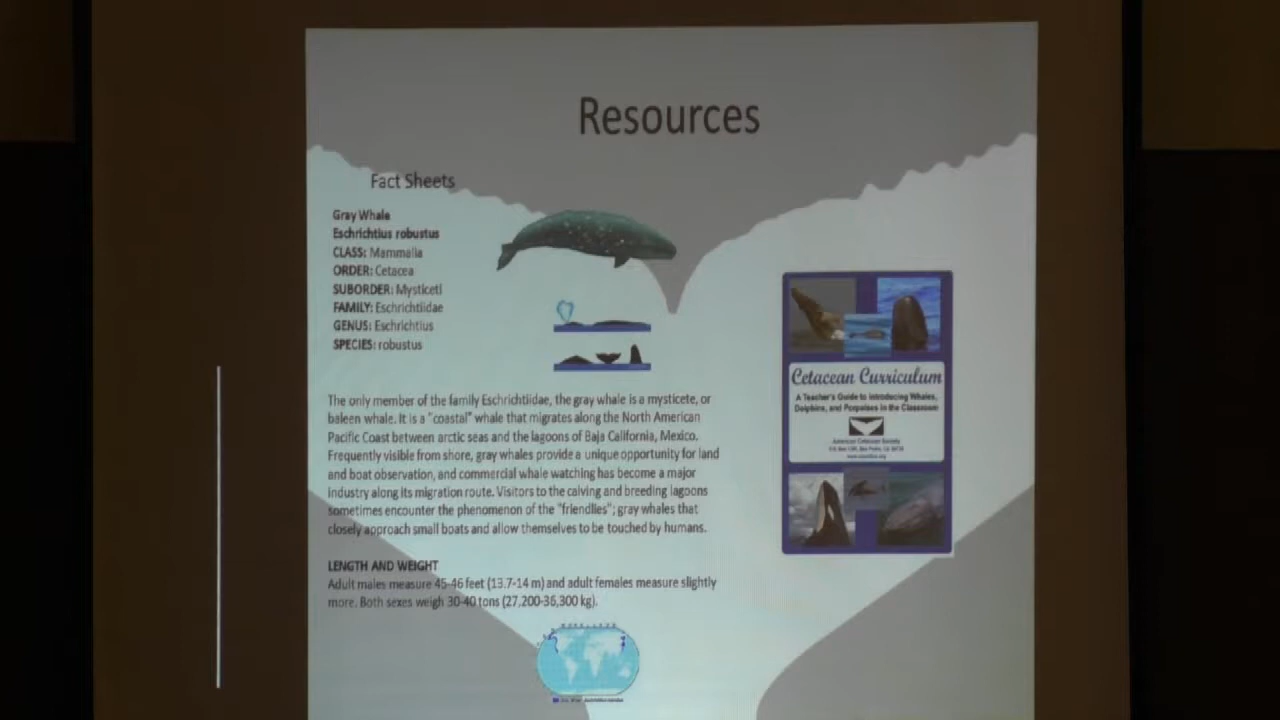 Resources
Fact Sheets
Gray Whale
Eschrichtius robustus
CLASS: Mammalia
ORDER: Cetacea
SUBORDER: Mysticeti
FAMILY: Eschrichtiidae
GENUS: Eschrichtius
SPECIES: robustus
The only member of the family Eschrichtiidae, the gray whale is a mysticete, or
baleen whale. It is a "coastal" whale that migrates along the North American
Pacific Coast between arctic seas and the lagoons of Baja California, Mexico.
Frequently visible from shore, gray whales provide a unique opportunity for land
and boat observation, and commercial whale watching has become a major
industry along its migration route. Visitors to the calving and breeding lagoons
sometimes encounter the phenomenon of the "friendlies"; gray whales that
closely approach small boats and allow themselves to be touched by humans.
LENGTH AND WEIGHT
Adult males measure 45-46 feet (13.7-14 m) and adult females measure slightly
more. Both sexes weigh 30-40 tons (27,200-36,300 kg).
Cetacean Curriculum
A Teacher's Guide to Introducing Whales,
Dolphins, and Porpoises in the Classroom
American Cetacean Society